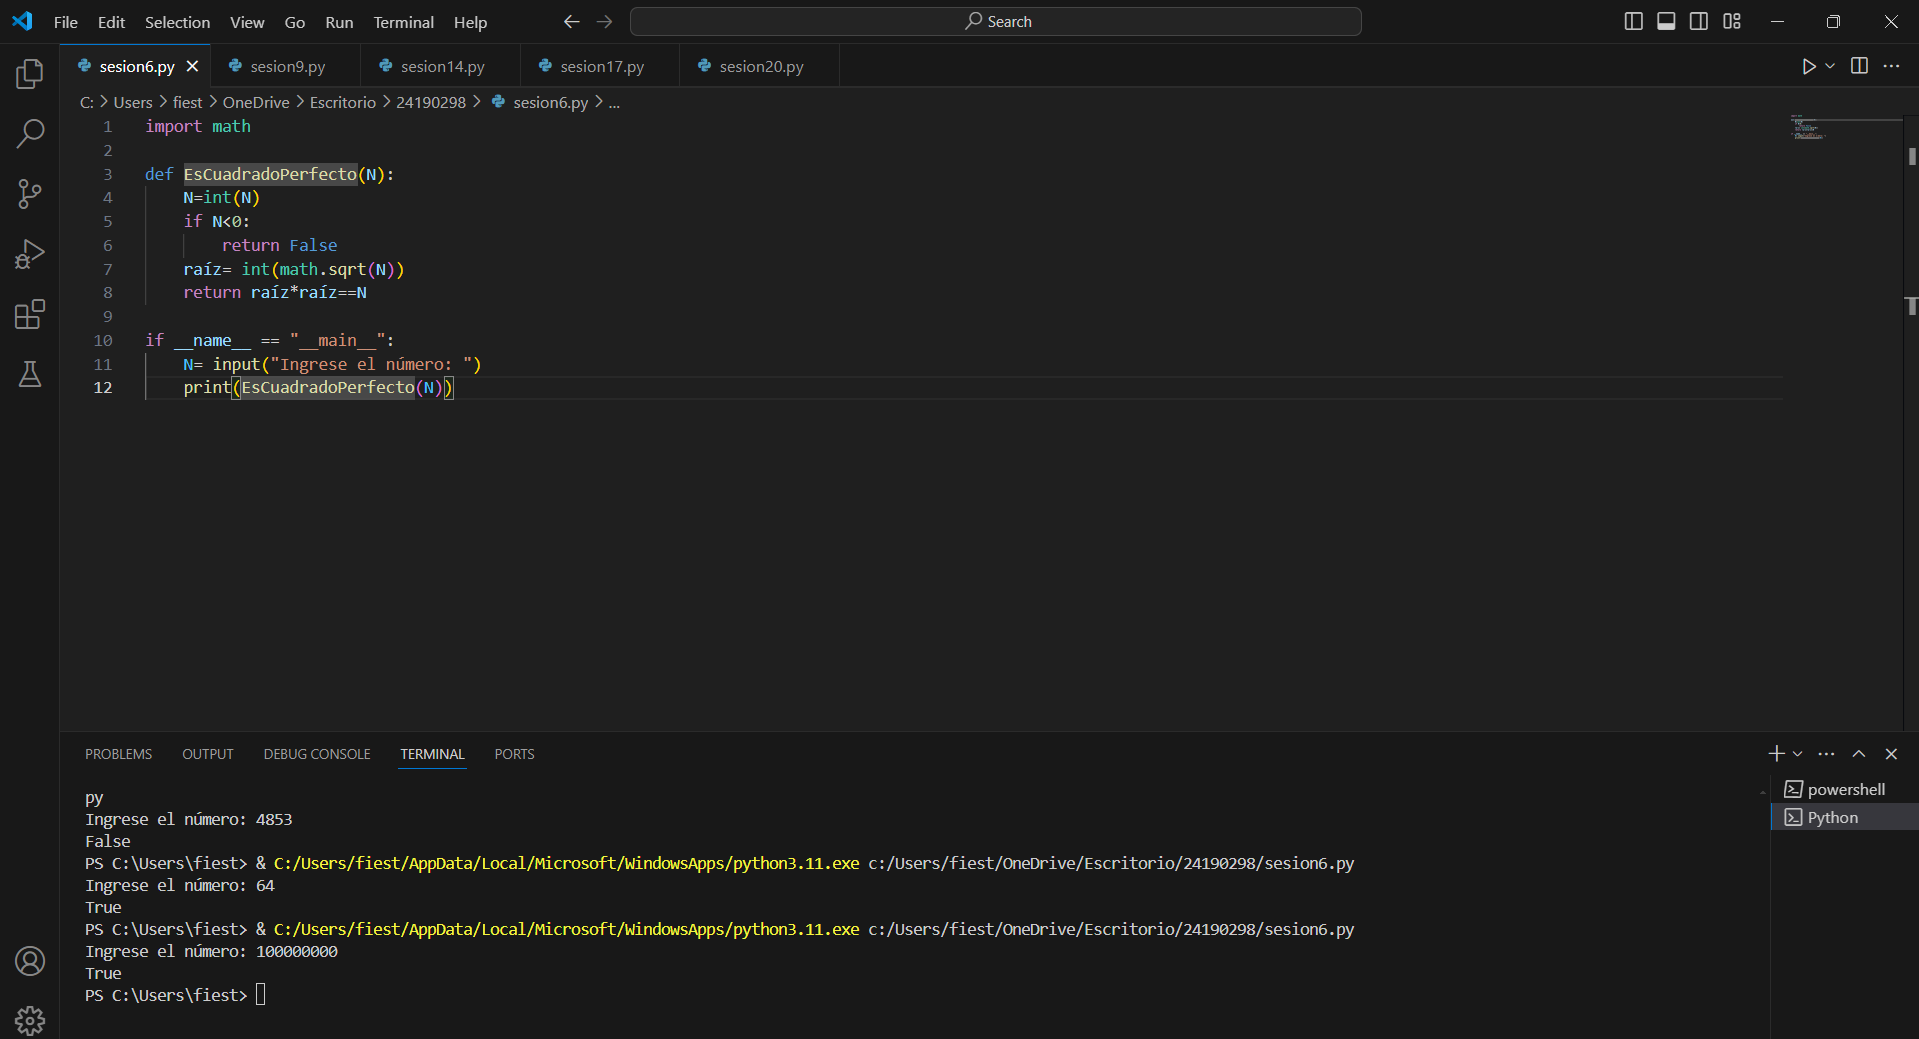 File Edit Selection View Go Run Terminal Help
Search
sesion6.py sesion9.py sesion14.py sesion17.py sesion20.py
C: > Users > fiest > OneDrive > Escritorio > 24190298 > sesion6.py > ...
1 import math
2
3 def EsCuadradoPerfecto(N):
4 N=int(N)
5 if N<0:
6 return False
7 raíz= int(math.sqrt(N))
8 return raíz*raíz==N
9
10 if __name__ == "__main__":
11 N= input("Ingrese el número: ")
12 print(EsCuadradoPerfecto(N))
PROBLEMS OUTPUT DEBUG CONSOLE TERMINAL PORTS
powershell
Python
py
Ingrese el número: 4853
False
PS C:\Users\fiest> & C:/Users/fiest/AppData/Local/Microsoft/WindowsApps/python3.11.exe c:/Users/fiest/OneDrive/Escritorio/24190298/sesion6.py
Ingrese el número: 64
True
PS C:\Users\fiest> & C:/Users/fiest/AppData/Local/Microsoft/WindowsApps/python3.11.exe c:/Users/fiest/OneDrive/Escritorio/24190298/sesion6.py
Ingrese el número: 100000000
True
PS C:\Users\fiest>